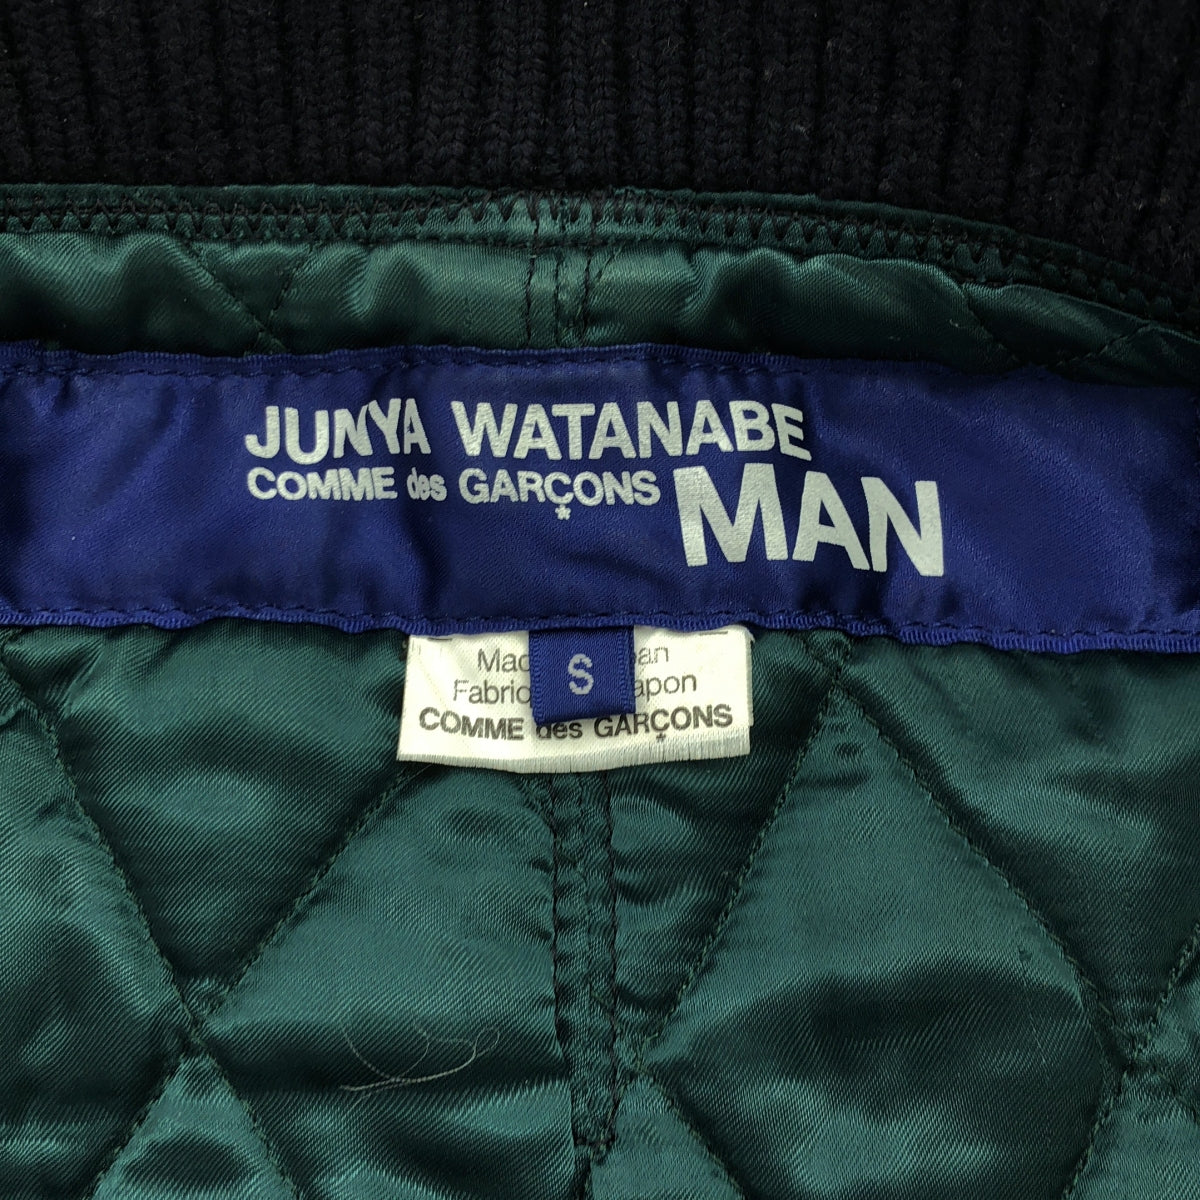 JUNYA WATANABE
COMME des GARÇONS MAN
*
S
COMME des GARÇONS